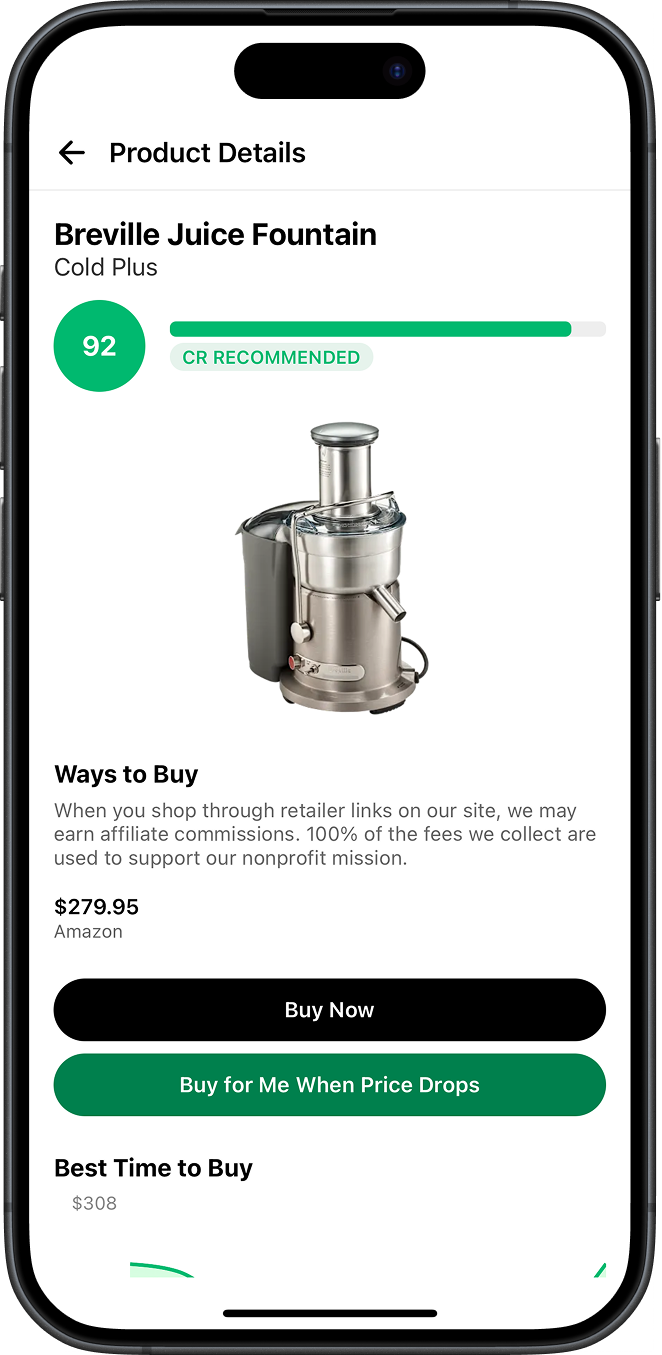 Product Details
Breville Juice Fountain
Cold Plus
92
CR RECOMMENDED
Ways to Buy
When you shop through retailer links on our site, we may
earn affiliate commissions. 100% of the fees we collect are
used to support our nonprofit mission.
$279.95
Amazon
Buy Now
Buy for Me When Price Drops
Best Time to Buy
$308